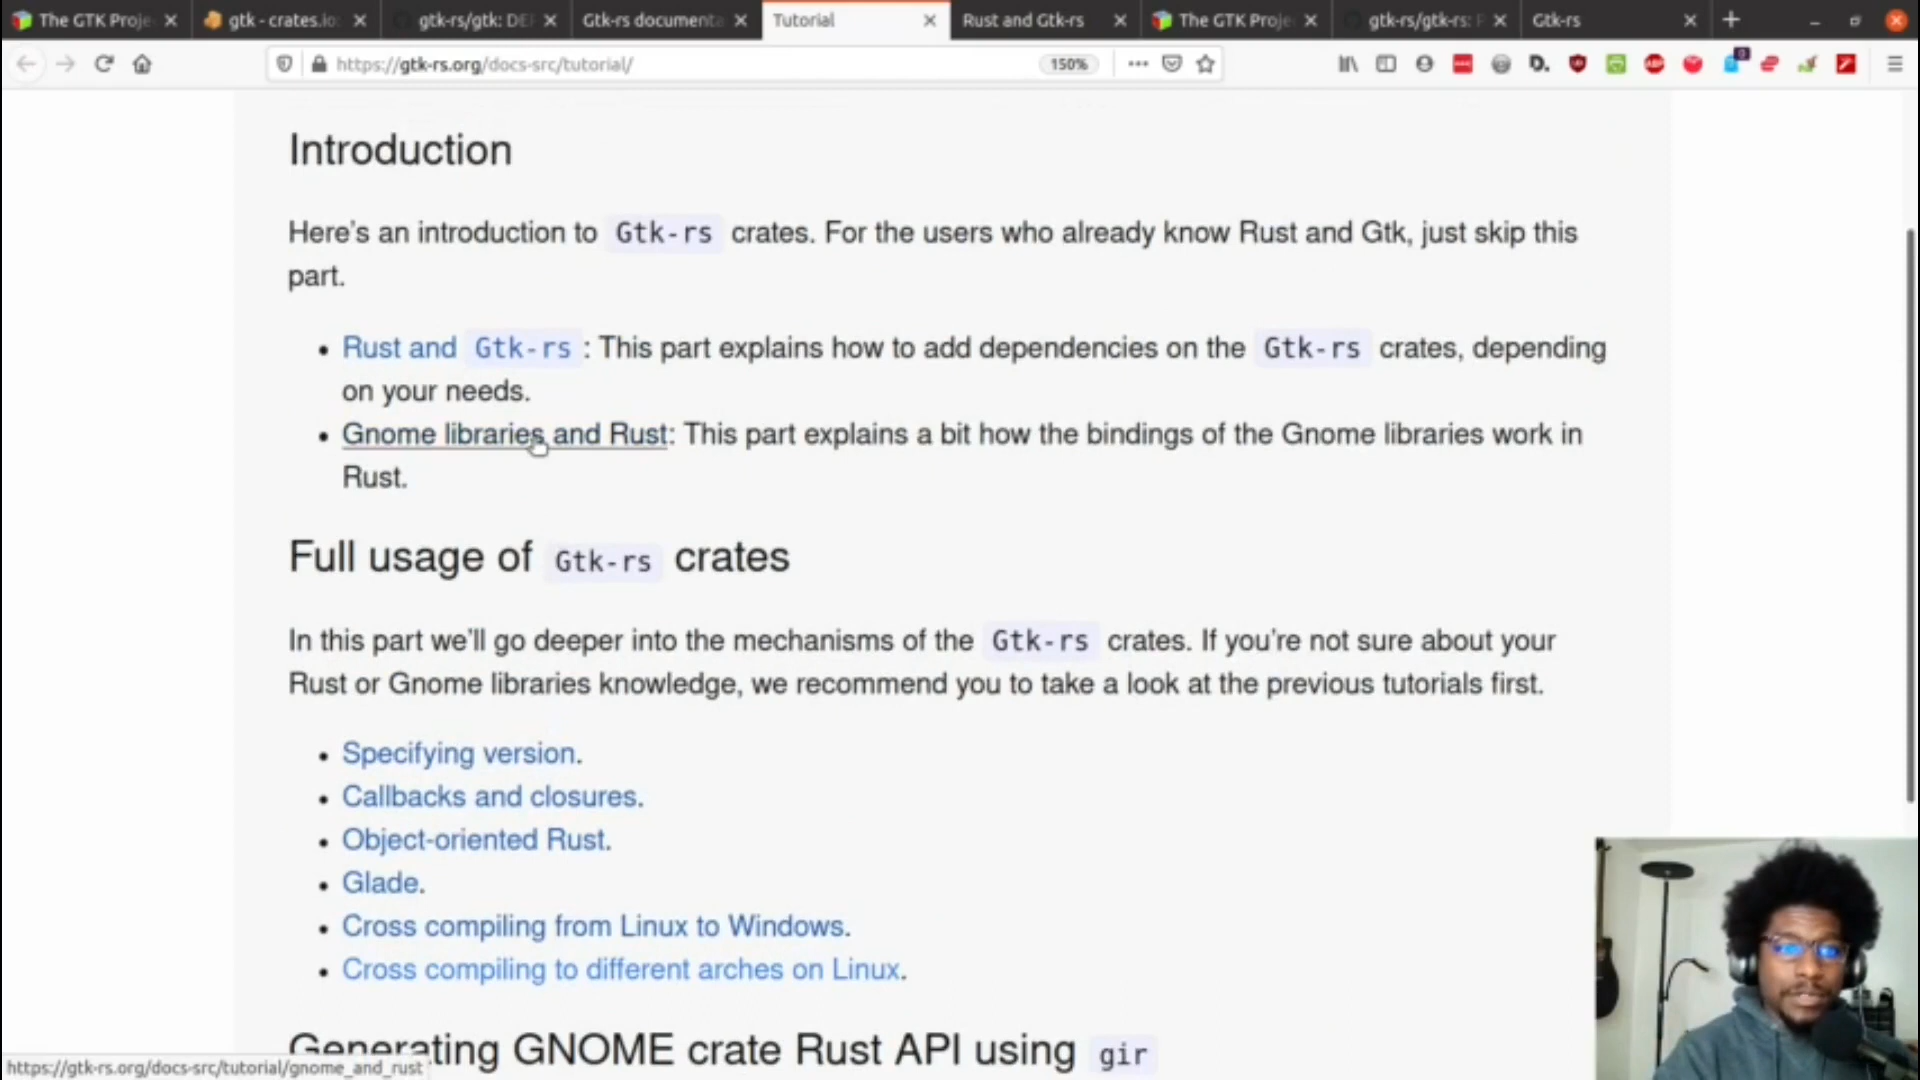 The GTK Proje
gtk - crates.io:
gtk-rs/gtk: DEP
Gtk-rs documenta
Tutorial
Rust and Gtk-rs
The GTK Proje
gtk-rs/gtk-rs: P
Gtk-rs
https://gtk-rs.org/docs-src/tutorial/
150%
Introduction
Here's an introduction to Gtk-rs crates. For the users who already know Rust and Gtk, just skip this
part.
• Rust and Gtk-rs : This part explains how to add dependencies on the Gtk-rs crates, depending
on your needs.
• Gnome libraries and Rust: This part explains a bit how the bindings of the Gnome libraries work in
Rust.
Full usage of Gtk-rs crates
In this part we'll go deeper into the mechanisms of the Gtk-rs crates. If you're not sure about your
Rust or Gnome libraries knowledge, we recommend you to take a look at the previous tutorials first.
• Specifying version.
• Callbacks and closures.
• Object-oriented Rust.
• Glade.
• Cross compiling from Linux to Windows.
• Cross compiling to different arches on Linux.
Generating GNOME crate Rust API using gir
https://gtk-rs.org/docs-src/tutorial/gnome_and_rust